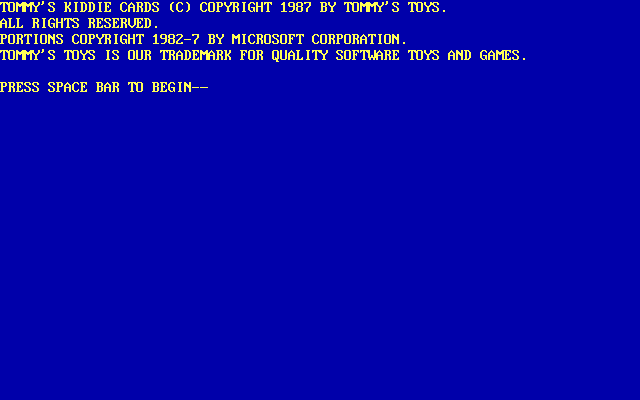 TOMMY'S KIDDIE CARDS (C) COPYRIGHT 1987 BY TOMMY'S TOYS.
ALL RIGHTS RESERVED.
PORTIONS COPYRIGHT 1982-7 BY MICROSOFT CORPORATION.
TOMMY'S TOYS IS OUR TRADEMARK FOR QUALITY SOFTWARE TOYS AND GAMES.
PRESS SPACE BAR TO BEGIN--